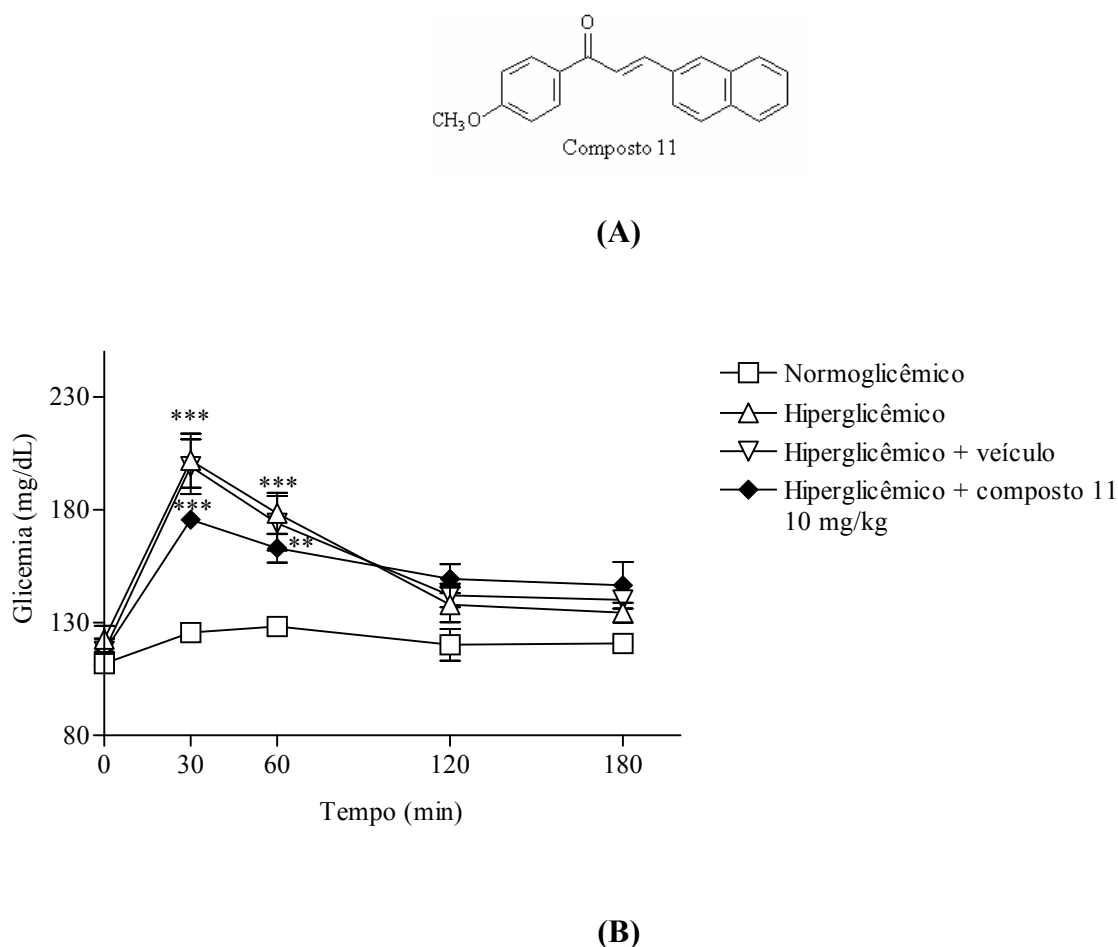 O
CH₃O
Composto 11
(A)
Normoglicêmico
Hiperglicêmico
Hiperglicêmico + veículo
Hiperglicêmico + composto 11
10 mg/kg
Glicemia (mg/dL)
230
180
130
80
***
***
***
**
0 30 60 120 180
Tempo (min)
(B)